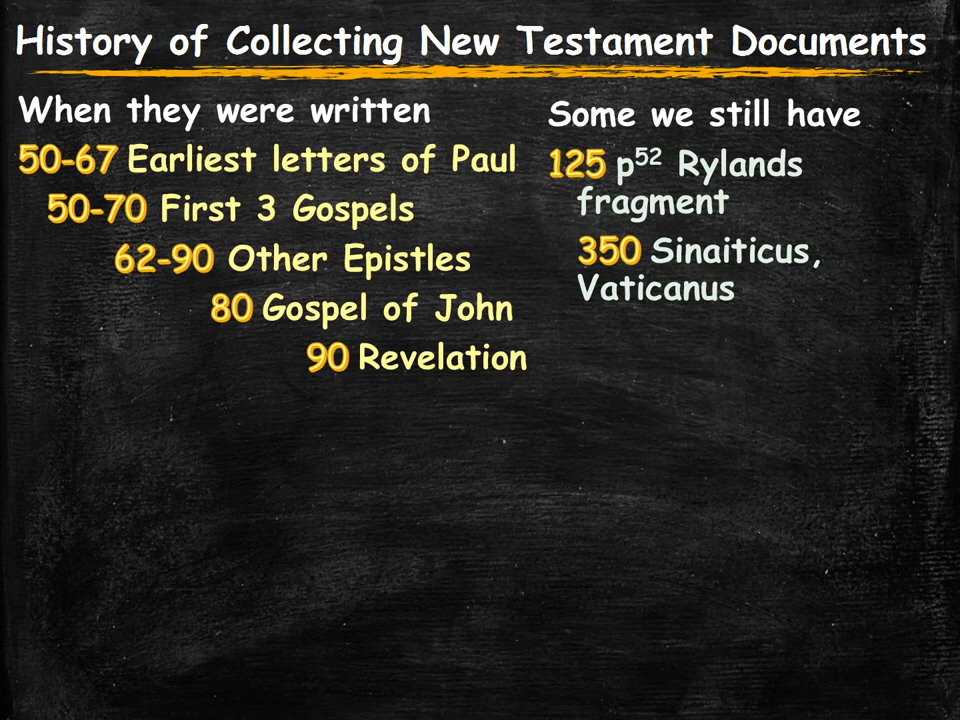 History of Collecting New Testament Documents
When they were written
50-67 Earliest letters of Paul
50-70 First 3 Gospels
62-90 Other Epistles
80 Gospel of John
90 Revelation
Some we still have
125 p52 Rylands
fragment
350 Sinaiticus,
Vaticanus